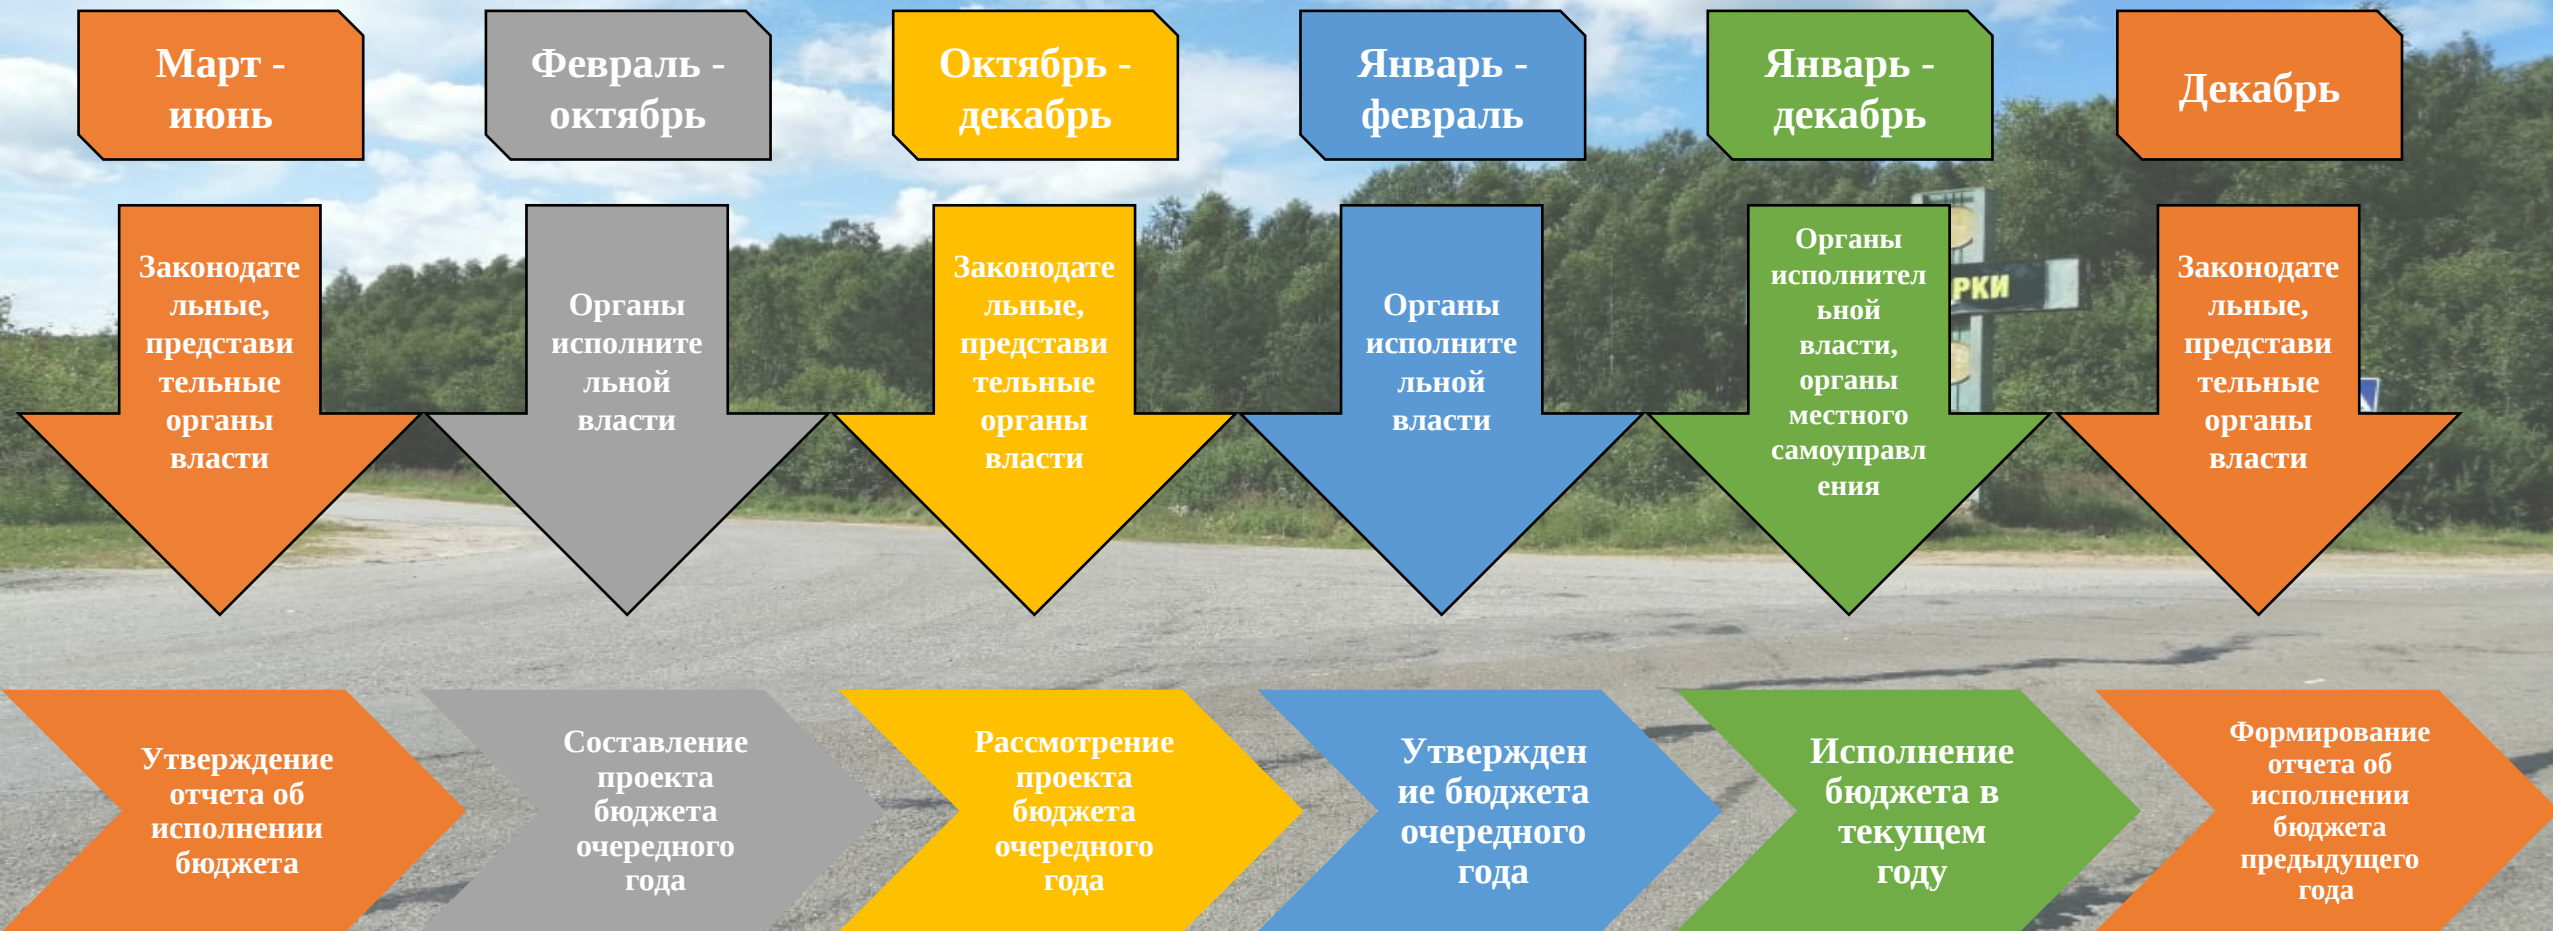 Март -
июнь
Февраль -
октябрь
Октябрь -
декабрь
Январь -
февраль
Январь -
декабрь
Декабрь
Законодате
льные,
представи
тельные
органы
власти
Органы
исполните
льной
власти
Законодате
льные,
представи
тельные
органы
власти
Органы
исполните
льной
власти
Органы
исполнител
ьной
власти,
органы
местного
самоуправл
ения
РКИ
Законодате
льные,
представи
тельные
органы
власти
Утверждение
отчета об
исполнении
бюджета
Составление
проекта
бюджета
очередного
года
Рассмотрение
проекта
бюджета
очередного
года
Утвержден
ие бюджета
очередного
года
Исполнение
бюджета в
текущем
году
Формирование
отчета об
исполнении
бюджета
предыдущего
года